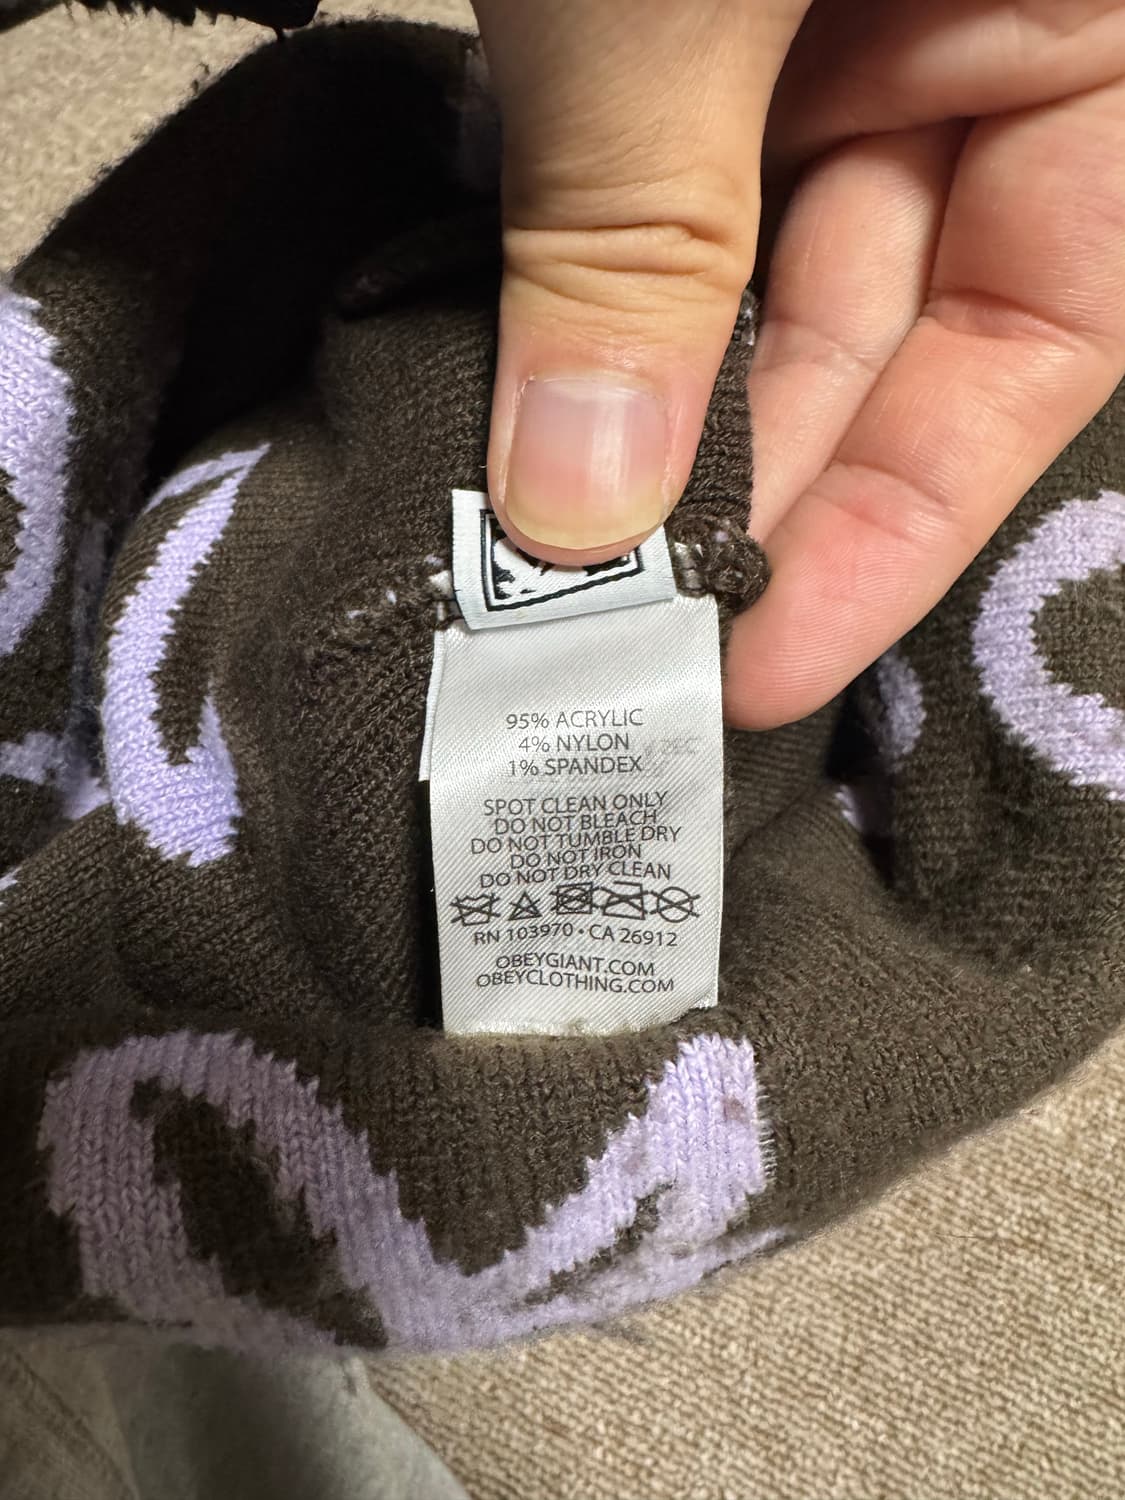 95% ACRYLIC
4% NYLON
1% SPANDEX
SPOT CLEAN ONLY
DO NOT BLEACH
DO NOT TUMBLE DRY
DO NOT IRON
DO NOT DRY CLEAN
RN 103970 • CA 26912
OBEYGIANT.COM
OBEYCLOTHING.COM